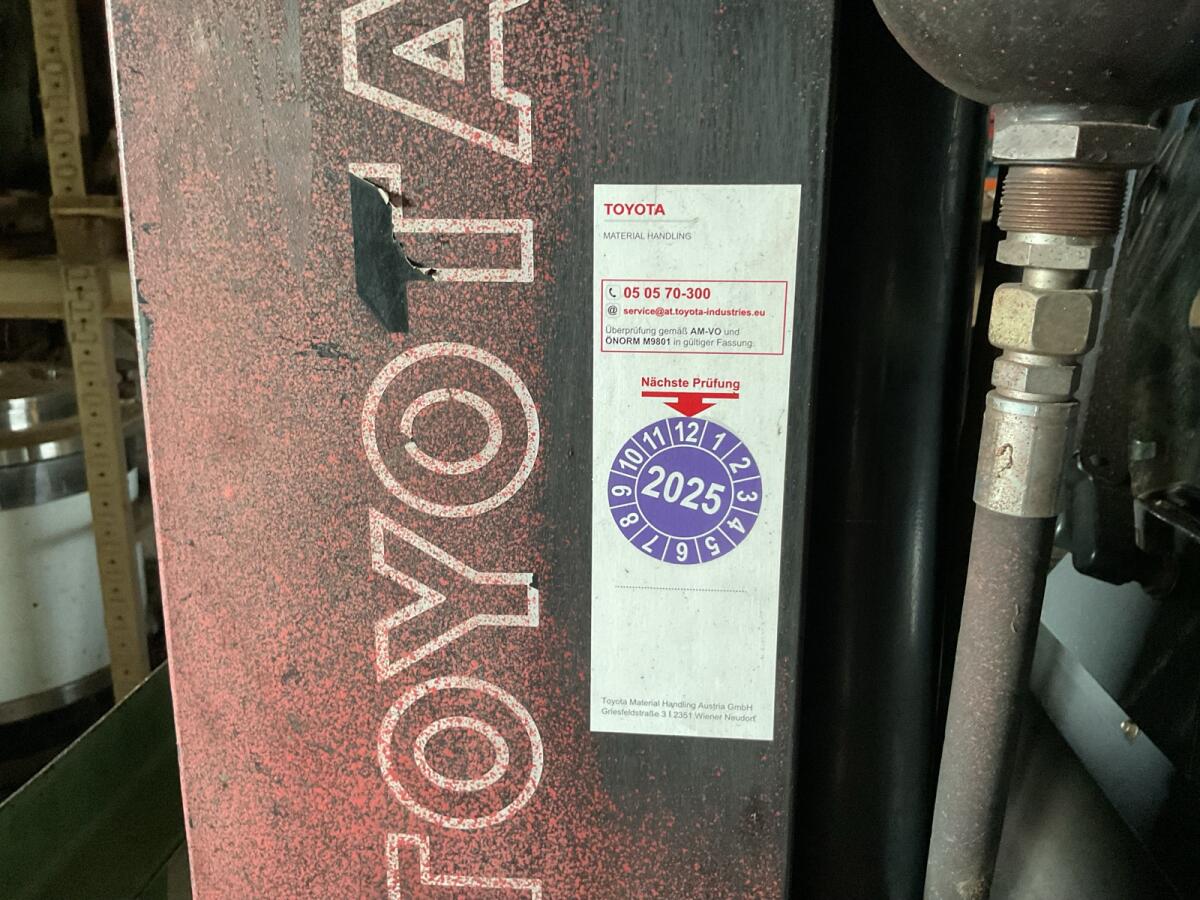 TOYOTA
TOYOTA
MATERIAL HANDLING
05 05 70-300
@ service@at.toyota-industries.eu
Überprüfung gemäß AM-VO und
ÖNORM M9801 in gültiger Fassung.
Nächste Prüfung
12 1 2 3 4 5 6 7 8 9 10 11
2025
Toyota Material Handling Austria GmbH
Griesfeldstraße 3 I 2351 Wiener Neudorf